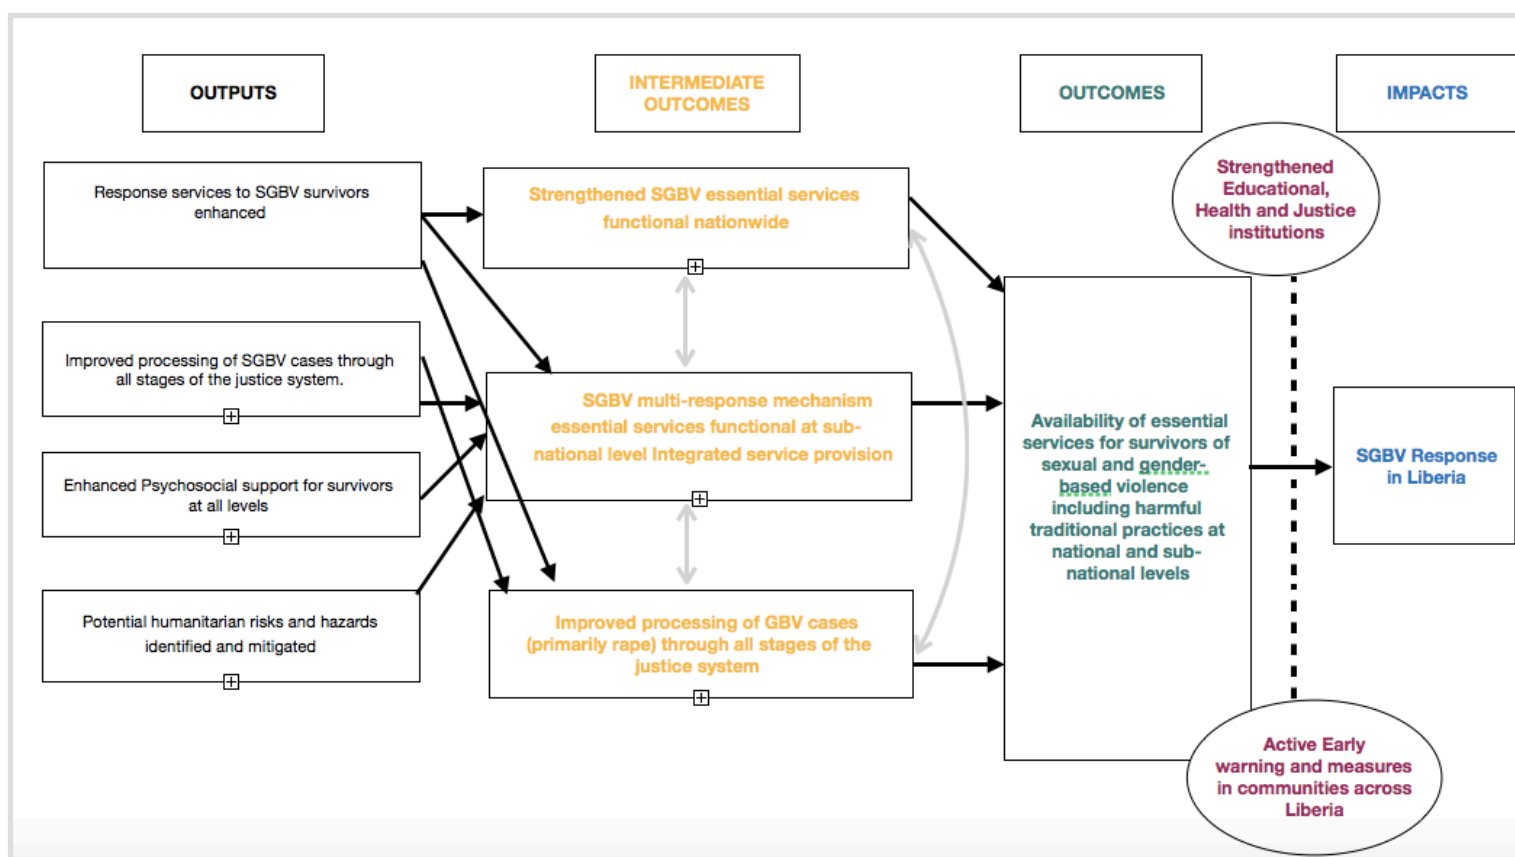 OUTPUTS
INTERMEDIATE
OUTCOMES
OUTCOMES
IMPACTS
Response services to SGBV survivors
enhanced
Improved processing of SGBV cases through
all stages of the justice system.
Enhanced Psychosocial support for survivors
at all levels
Potential humanitarian risks and hazards
identified and mitigated
Strengthened SGBV essential services
functional nationwide
SGBV multi-response mechanism
essential services functional at sub-
national level Integrated service provision
Improved processing of GBV cases
(primarily rape) through all stages of the
justice system
Availability of essential
services for survivors of
sexual and gender-
based violence
including harmful
traditional practices at
national and sub-
national levels
Strengthened
Educational,
Health and Justice
institutions
SGBV Response
in Liberia
Active Early
warning and measures
in communities across
Liberia